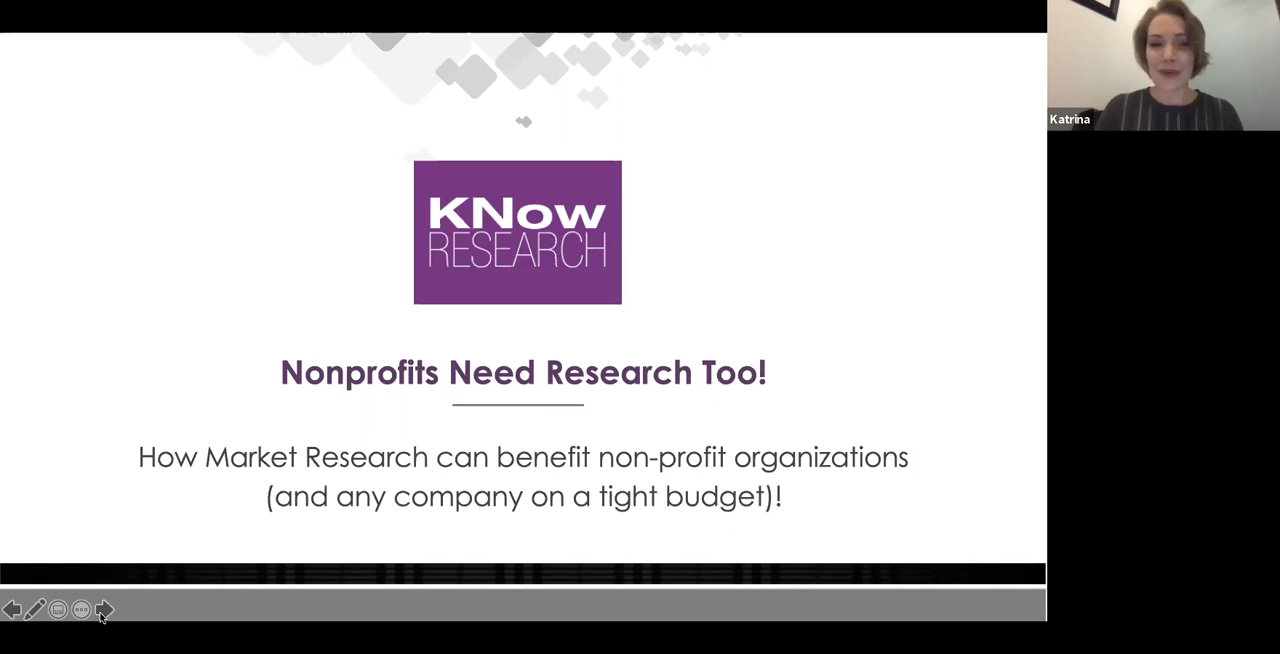 KNow
RESEARCH
Nonprofits Need Research Too!
How Market Research can benefit non-profit organizations
(and any company on a tight budget)!
Katrina